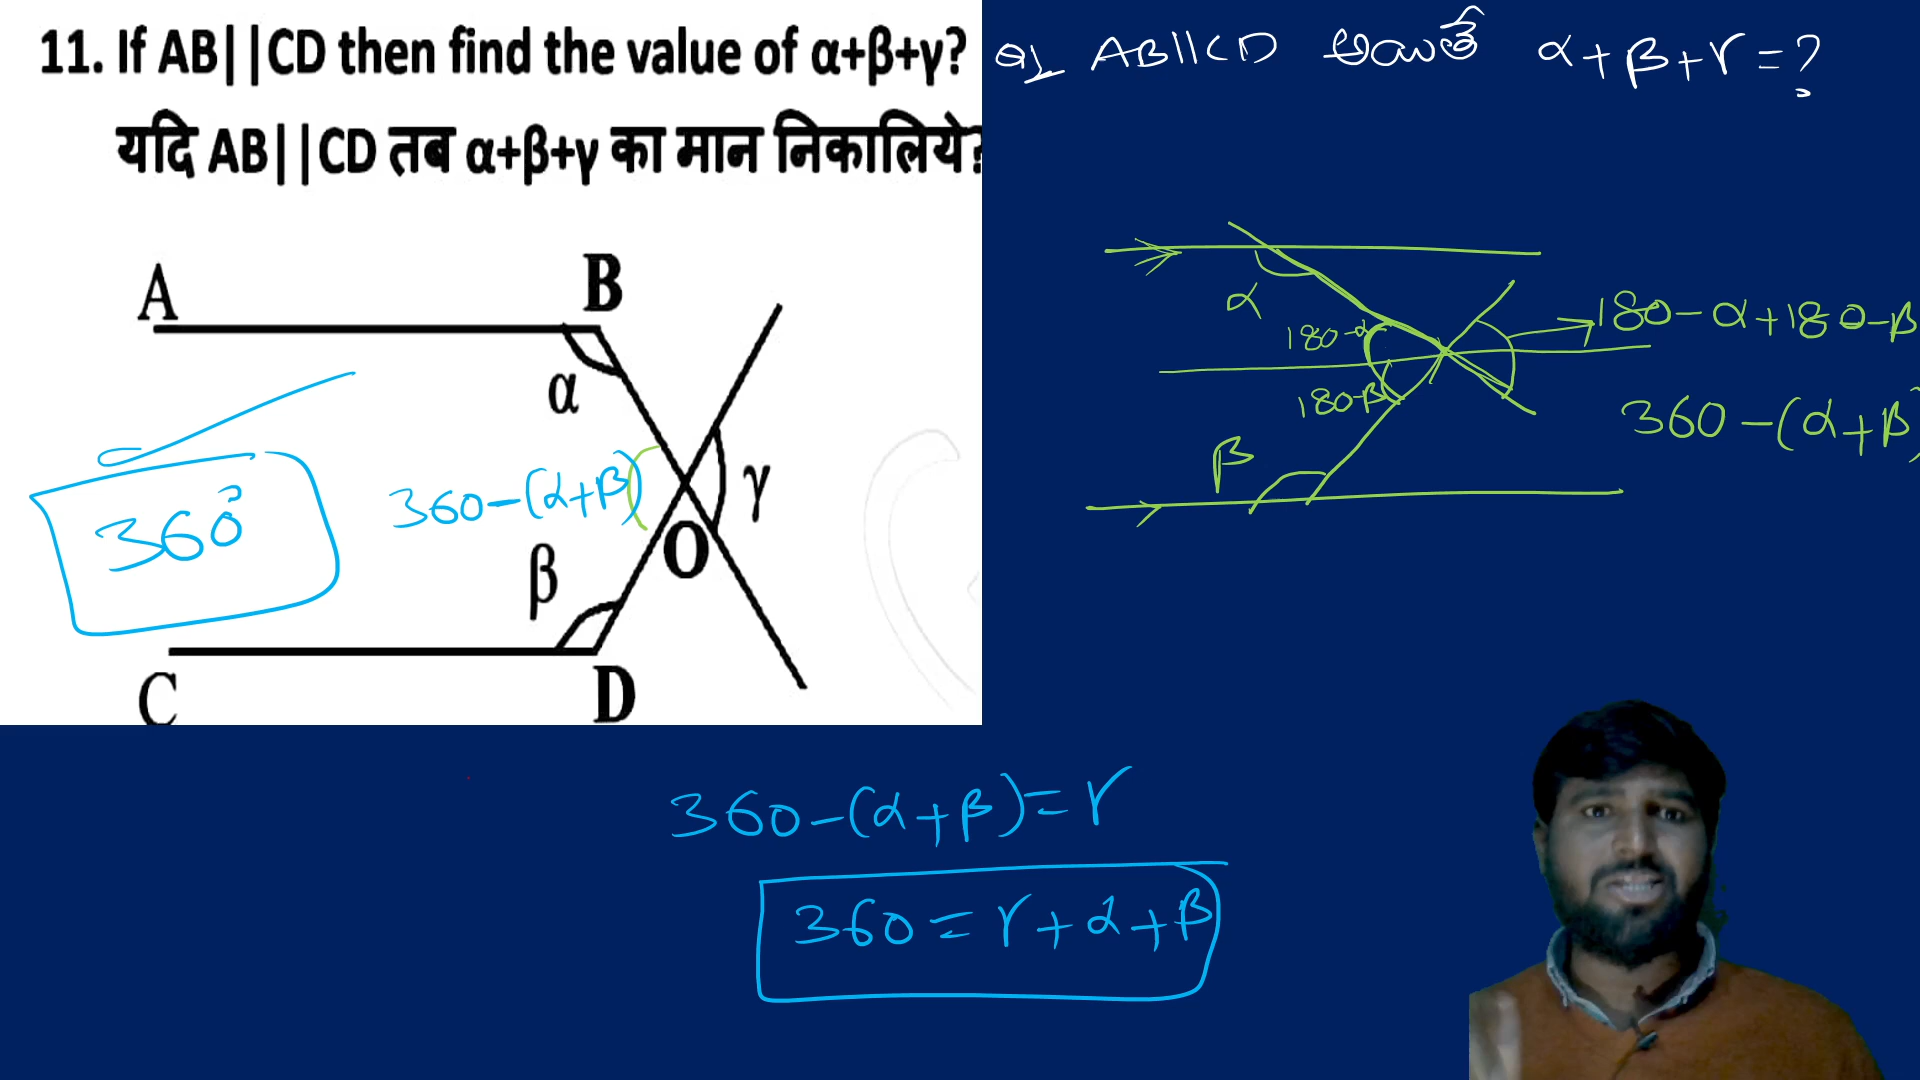 11. If AB||CD then find the value of α+β+γ?
यदि AB||CD तब α+β+γ का मान निकालिये?
A
B
α
γ
O
β
C
D
360-(α+β)
360°
AB||CD α+β+r=?
α
180-α
180-β
β
180-α+180-β
360-(α+β)
360-(α+β)=r
360=r+α+β